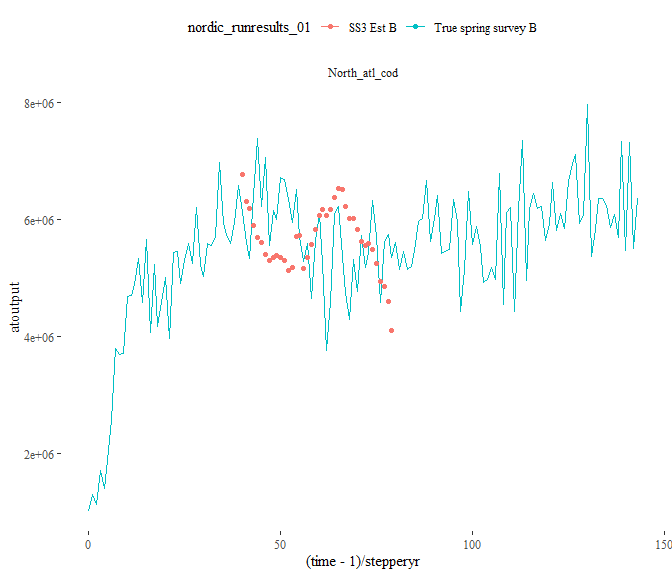 nordic_runresults_01 SS3 Est B True spring survey B
North_atl_cod
8e+06
6e+06
4e+06
2e+06
atoutput
0 50 100 150
(time - 1)/stepperyr